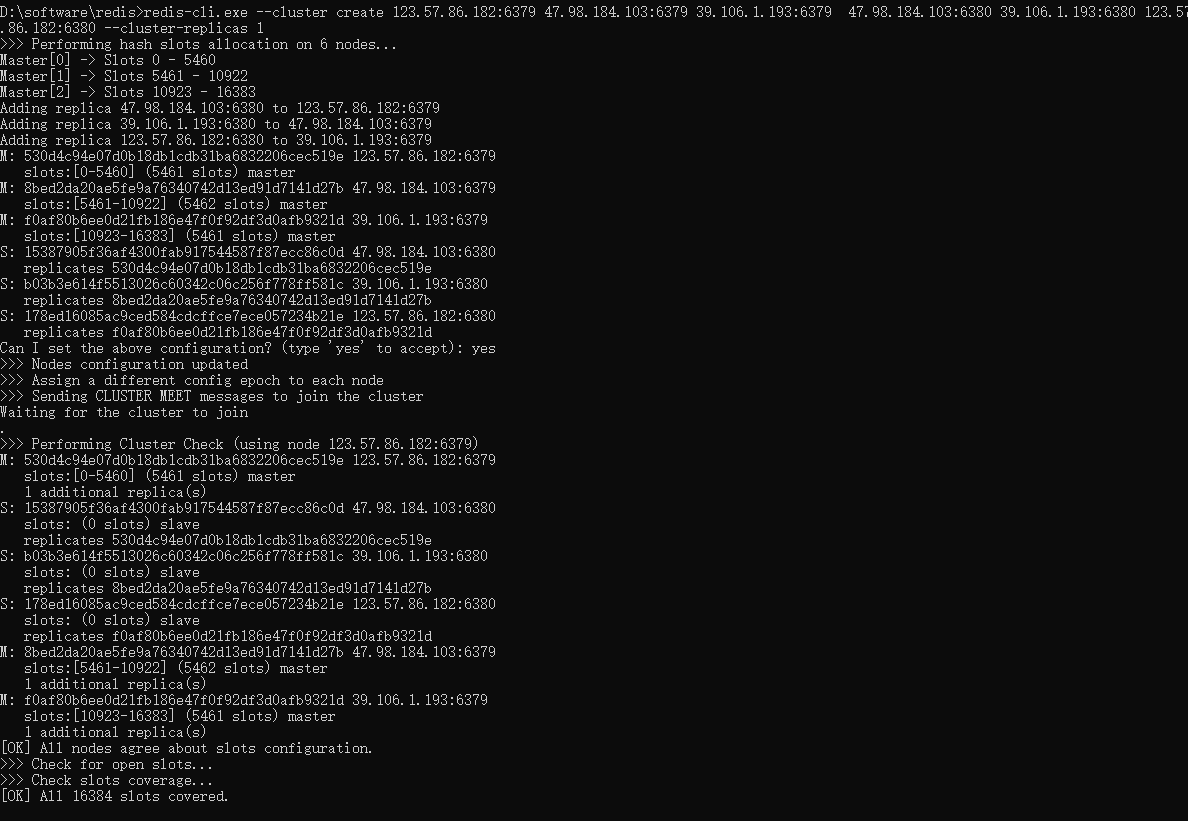 D:\software\redis>redis-cli.exe --cluster create 123.57.86.182:6379 47.98.184.103:6379 39.106.1.193:6379  47.98.184.103:6380 39.106.1.193:6380 123.57
.86.182:6380 --cluster-replicas 1
>>> Performing hash slots allocation on 6 nodes...
Master[0] -> Slots 0 - 5460
Master[1] -> Slots 5461 - 10922
Master[2] -> Slots 10923 - 16383
Adding replica 47.98.184.103:6380 to 123.57.86.182:6379
Adding replica 39.106.1.193:6380 to 47.98.184.103:6379
Adding replica 123.57.86.182:6380 to 39.106.1.193:6379
M: 530d4c94e07d0b18db1cdb31ba6832206cec519e 123.57.86.182:6379
   slots:[0-5460] (5461 slots) master
M: 8bed2da20ae5fe9a76340742d13ed91d7141d27b 47.98.184.103:6379
   slots:[5461-10922] (5462 slots) master
M: f0af80b6ee0d21fb186e47f0f92df3d0afb9321d 39.106.1.193:6379
   slots:[10923-16383] (5461 slots) master
S: 15387905f36af4300fab917544587f87ecc86c0d 47.98.184.103:6380
   replicates 530d4c94e07d0b18db1cdb31ba6832206cec519e
S: b03b3e614f5513026c60342c06c256f778ff581c 39.106.1.193:6380
   replicates 8bed2da20ae5fe9a76340742d13ed91d7141d27b
S: 178ed16085ac9ced584cdcffce7ece057234b21e 123.57.86.182:6380
   replicates f0af80b6ee0d21fb186e47f0f92df3d0afb9321d
Can I set the above configuration? (type 'yes' to accept): yes
>>> Nodes configuration updated
>>> Assign a different config epoch to each node
>>> Sending CLUSTER MEET messages to join the cluster
Waiting for the cluster to join
.
>>> Performing Cluster Check (using node 123.57.86.182:6379)
M: 530d4c94e07d0b18db1cdb31ba6832206cec519e 123.57.86.182:6379
   slots:[0-5460] (5461 slots) master
   1 additional replica(s)
S: 15387905f36af4300fab917544587f87ecc86c0d 47.98.184.103:6380
   slots: (0 slots) slave
   replicates 530d4c94e07d0b18db1cdb31ba6832206cec519e
S: b03b3e614f5513026c60342c06c256f778ff581c 39.106.1.193:6380
   slots: (0 slots) slave
   replicates 8bed2da20ae5fe9a76340742d13ed91d7141d27b
S: 178ed16085ac9ced584cdcffce7ece057234b21e 123.57.86.182:6380
   slots: (0 slots) slave
   replicates f0af80b6ee0d21fb186e47f0f92df3d0afb9321d
M: 8bed2da20ae5fe9a76340742d13ed91d7141d27b 47.98.184.103:6379
   slots:[5461-10922] (5462 slots) master
   1 additional replica(s)
M: f0af80b6ee0d21fb186e47f0f92df3d0afb9321d 39.106.1.193:6379
   slots:[10923-16383] (5461 slots) master
   1 additional replica(s)
[OK] All nodes agree about slots configuration.
>>> Check for open slots...
>>> Check slots coverage...
[OK] All 16384 slots covered.